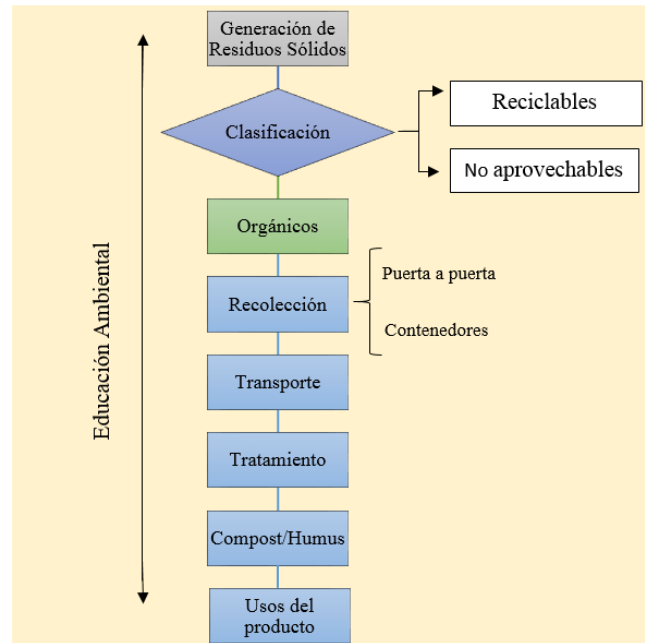 Generación de
Residuos Sólidos
Clasificación
Reciclables
No aprovechables
Orgánicos
Recolección
Puerta a puerta
Contenedores
Transporte
Tratamiento
Compost/Humus
Usos del
producto
Educación Ambiental